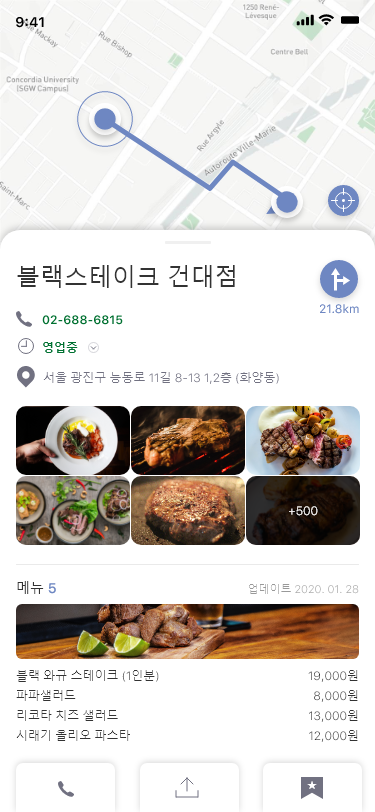 9:41
1250 René-
Lévesque
Rue Mackay
Rue Bishop
Centre Bell
Concordia University
(SGW Campus)
Rue Argyle
Autoroute Ville-Marie
Saint-Marc
블랙스테이크 건대점
02-688-6815
21.8km
영업중
서울 광진구 능동로 11길 8-13 1,2층 (화양동)
+500
메뉴 5
업데이트 2020. 01. 28
블랙 와규 스테이크 (1인분) 19,000원
파파샐러드 8,000원
리코타 치즈 샐러드 13,000원
시래기 올리오 파스타 12,000원